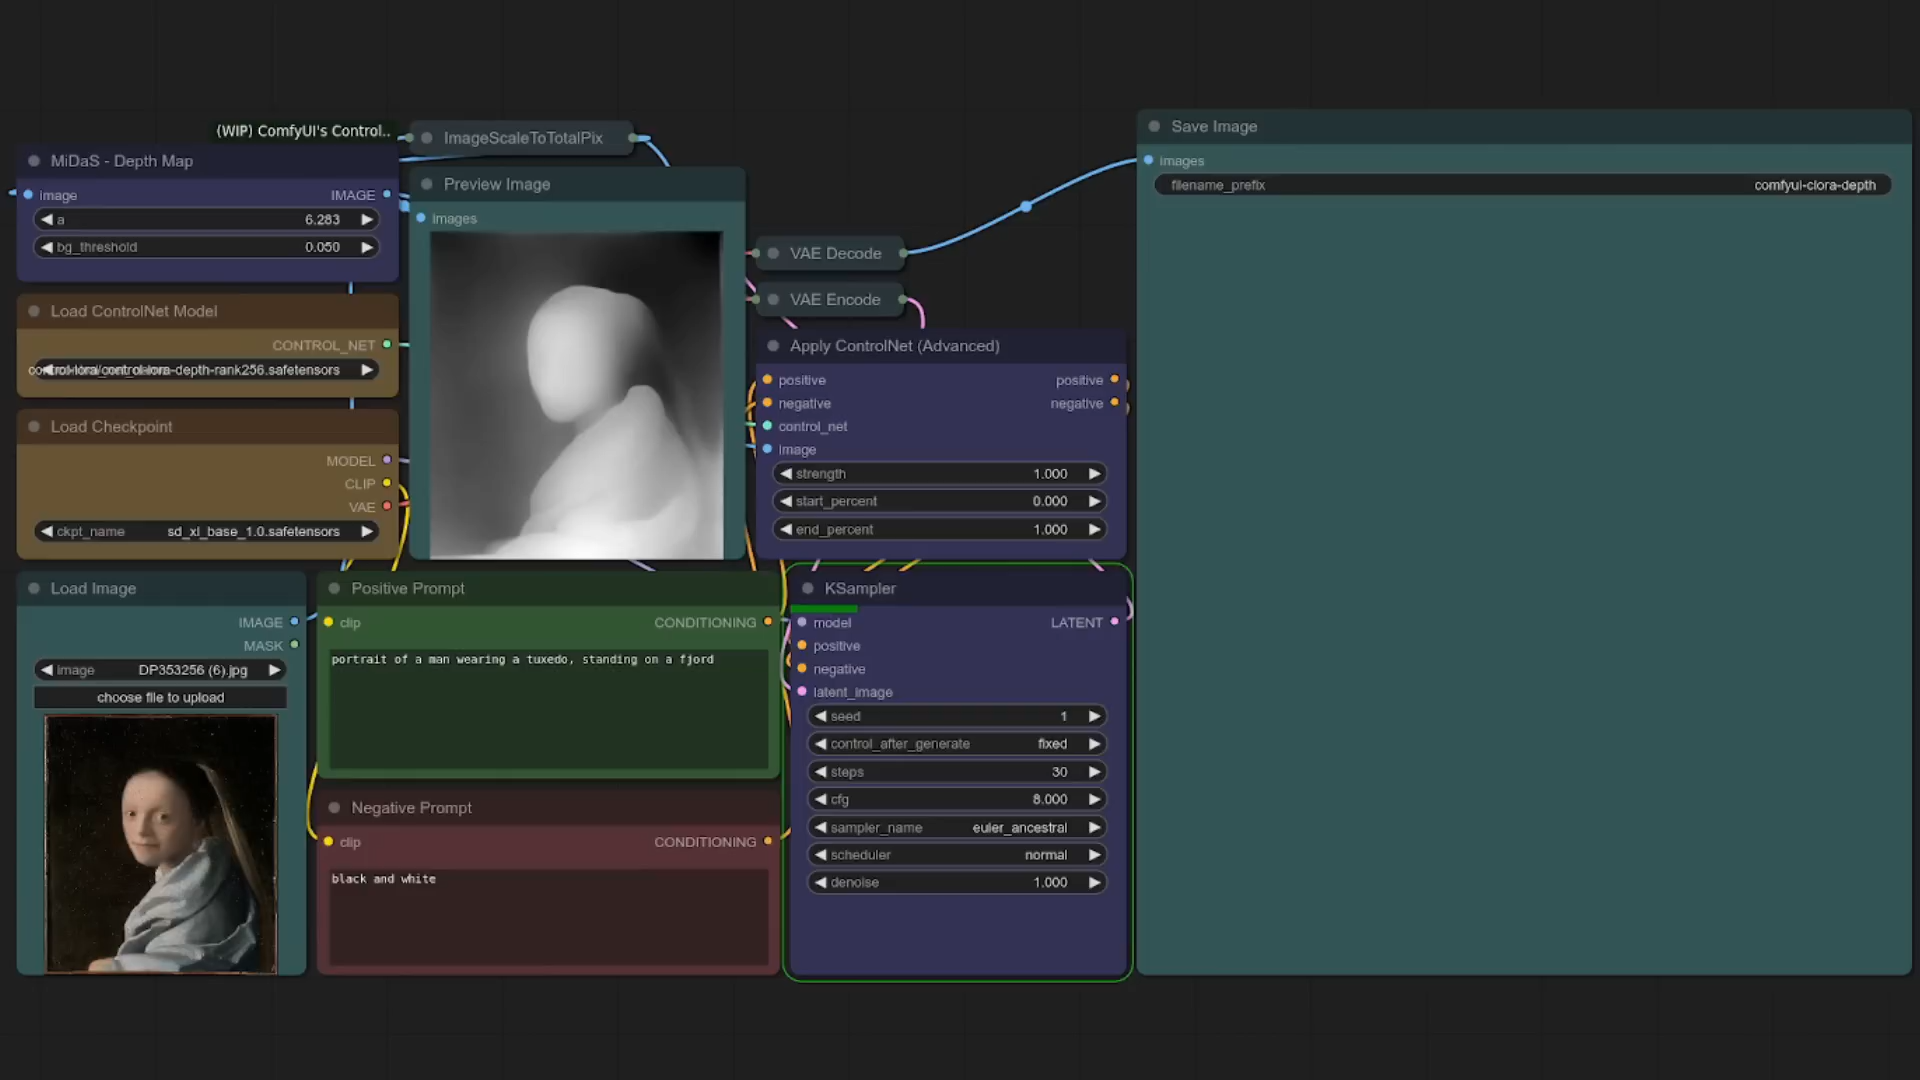 (WIP) ComfyUI's Control..
MiDaS - Depth Map
image
IMAGE
a
6.283
bg_threshold
0.050
Load ControlNet Model
CONTROL_NET
-depth-rank256.safetensors
Load Checkpoint
MODEL
CLIP
VAE
ckpt_name
sd_xl_base_1.0.safetensors
Load Image
IMAGE
MASK
image
DP353256 (6).jpg
choose file to upload
ImageScaleToTotalPix
Preview Image
images
Positive Prompt
clip
CONDITIONING
portrait of a man wearing a tuxedo, standing on a fjord
Negative Prompt
clip
CONDITIONING
black and white
VAE Decode
VAE Encode
Apply ControlNet (Advanced)
positive
positive
negative
negative
control_net
image
strength
1.000
start_percent
0.000
end_percent
1.000
KSampler
model
LATENT
positive
negative
latent_image
seed
1
control_after_generate
fixed
steps
30
cfg
8.000
sampler_name
euler_ancestral
scheduler
normal
denoise
1.000
Save Image
images
filename_prefix
comfyui-clora-depth